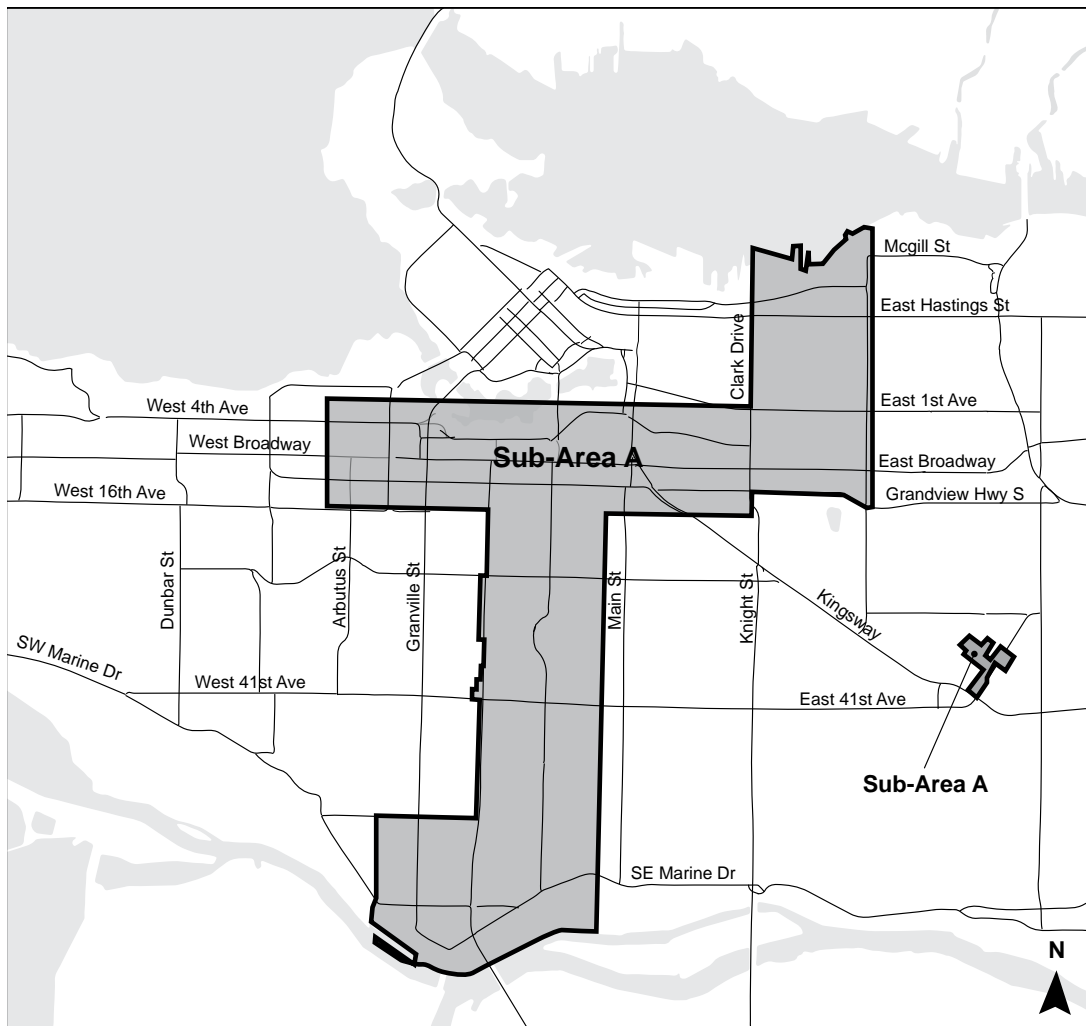 Mcgill St
East Hastings St
Clark Drive
East 1st Ave
West 4th Ave
West Broadway
Sub-Area A
East Broadway
West 16th Ave
Grandview Hwy S
Dunbar St
Arbutus St
Granville St
Main St
Knight St
Kingsway
SW Marine Dr
West 41st Ave
East 41st Ave
Sub-Area A
SE Marine Dr
N